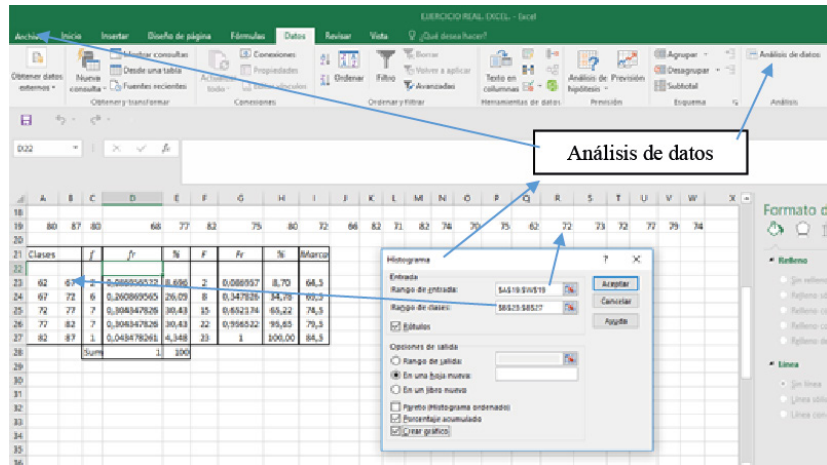 EJERCICIO REAL. EXCEL. - Excel
Archivo Inicio Insertar Diseño de página Fórmulas Datos Revisar Vista ¿Qué desea hacer?
Obtener datos externos
Nueva consulta
Mostrar consultas
Desde una tabla
Fuentes recientes
Obtener y transformar
Conexiones
Propiedades
Conexiones
Ordenar
Filtro
Borrar
Volver a aplicar
Avanzadas
Ordenar y filtrar
Texto en columnas
Herramientas de datos
Análisis de hipótesis
Previsión
Previsión
Agrupar
Desagrupar
Subtotal
Esquema
Análisis de datos
Análisis
D22 fx
Análisis de datos
A B C D E F G H I J K L M N O P Q R S T U V W X
18
19 80 87 80 68 77 82 75 80 72 66 82 71 82 74 70 75 62 72 73 72 77 79 74
20
21 Clases f fr % F Fr % Marca
22
23 62 67 2 0,086956522 8,696 2 0,086957 8,70 64,5
24 67 72 6 0,260869565 26,09 8 0,347826 34,78 69,5
25 72 77 7 0,304347826 30,43 15 0,652174 65,22 74,5
26 77 82 7 0,304347826 30,43 22 0,956522 95,65 79,5
27 82 87 1 0,043478261 4,348 23 1 100,00 84,5
28 Sum 1 100
29
30
31
32
33
34
35
36
Histograma ? X
Entrada
Rango de entrada: $A$19:$W$19
Rango de clases: $B$23:$B$27
Rótulos
Aceptar
Cancelar
Ayuda
Opciones de salida
Rango de salida:
En una hoja nueva:
En un libro nuevo
Pareto (Histograma ordenado)
Porcentaje acumulado
Crear gráfico
Formato d
Relleno
Sin relleno
Línea
Sin línea